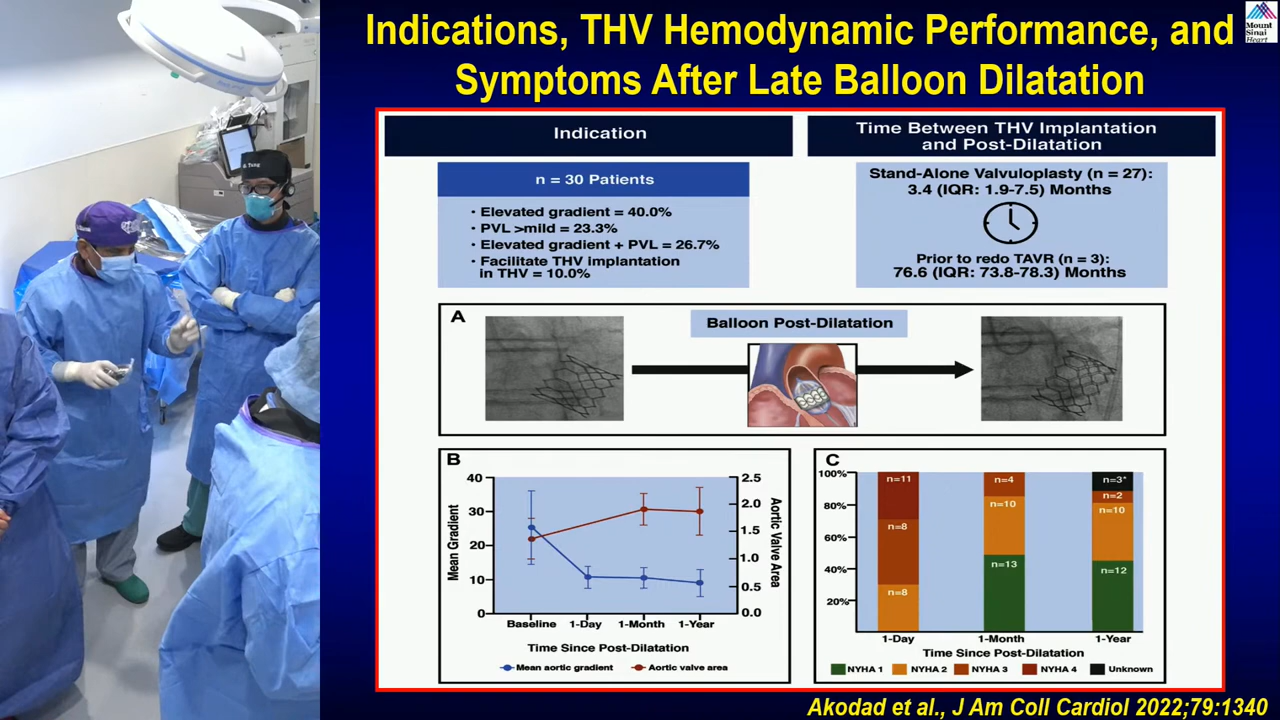 Indications, THV Hemodynamic Performance, and
Symptoms After Late Balloon Dilatation
Mount
Sinai
Heart
Indication
n = 30 Patients
• Elevated gradient = 40.0%
• PVL >mild = 23.3%
• Elevated gradient + PVL = 26.7%
• Facilitate THV implantation
in THV = 10.0%
Time Between THV Implantation
and Post-Dilatation
Stand-Alone Valvuloplasty (n = 27):
3.4 (IQR: 1.9-7.5) Months
Prior to redo TAVR (n = 3):
76.6 (IQR: 73.8-78.3) Months
A
Balloon Post-Dilatation
B
40
30
20
10
0
Mean Gradient
2.5
2.0
1.5
1.0
0.5
0.0
Aortic Valve Area
Baseline 1-Day 1-Month 1-Year
Time Since Post-Dilatation
Mean aortic gradient Aortic valve area
C
100%
80%
60%
40%
20%
n=11
n=8
n=8
n=4
n=10
n=13
n=3*
n=2
n=10
n=12
1-Day 1-Month 1-Year
Time Since Post-Dilatation
NYHA 1 NYHA 2 NYHA 3 NYHA 4 Unknown
Akodad et al., J Am Coll Cardiol 2022;79:1340